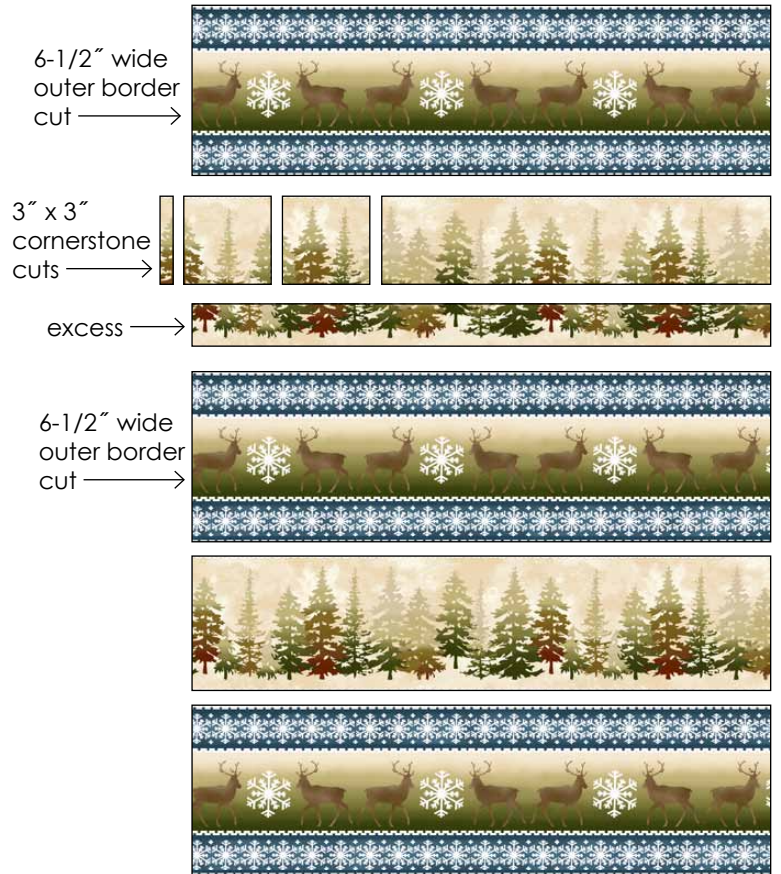 6-1/2″ wide
outer border
cut
3″ x 3″
cornerstone
cuts
excess
6-1/2″ wide
outer border
cut